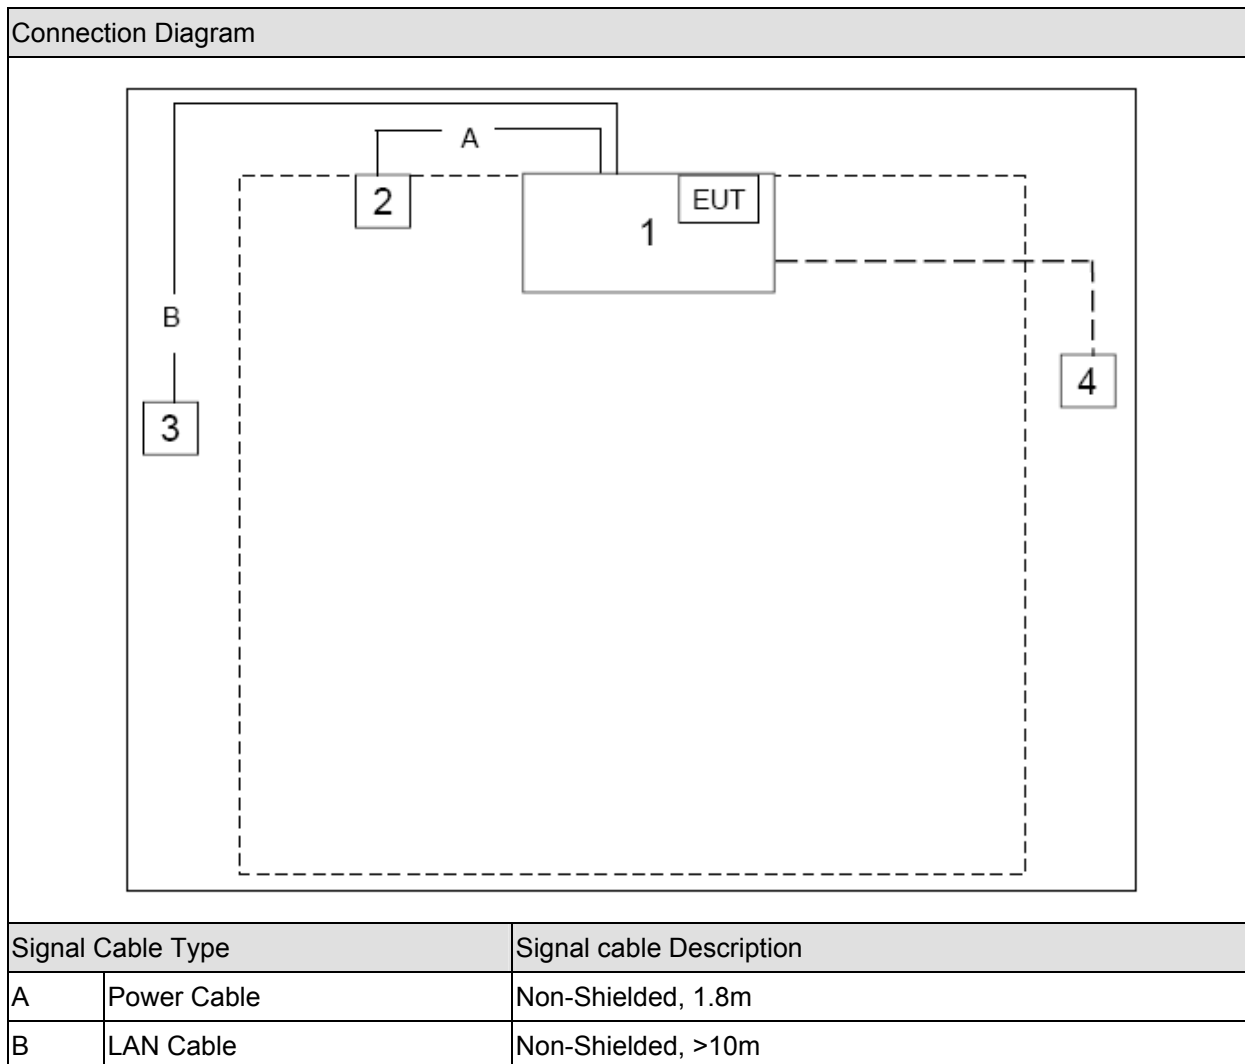 Connection Diagram
A
2
EUT
1
B
4
3
Signal Cable Type Signal cable Description
A Power Cable Non-Shielded, 1.8m
B LAN Cable Non-Shielded, >10m